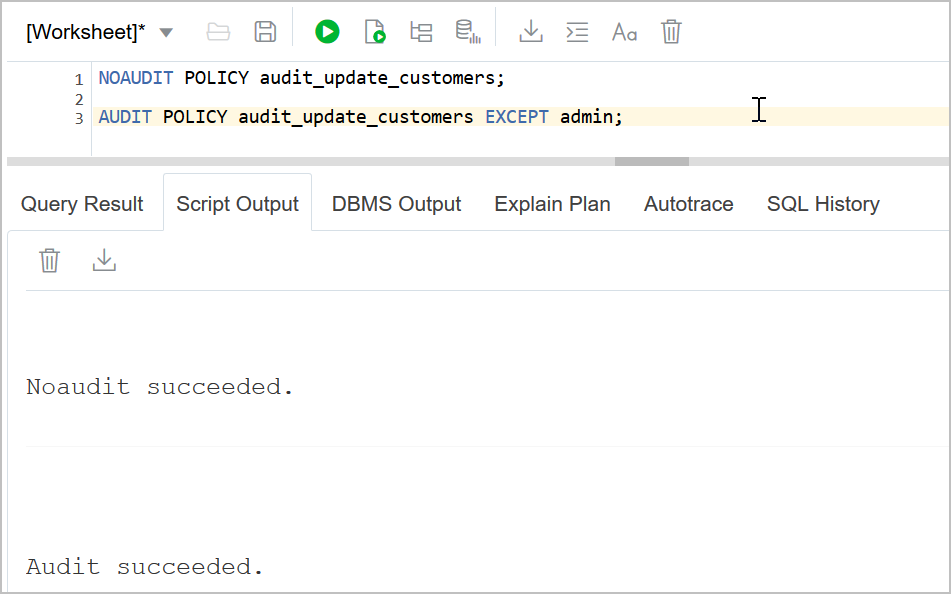 [Worksheet]*
Aa
1 NOAUDIT POLICY audit_update_customers;
2
3 AUDIT POLICY audit_update_customers EXCEPT admin;
Query Result Script Output DBMS Output Explain Plan Autotrace SQL History
Noaudit succeeded.
Audit succeeded.